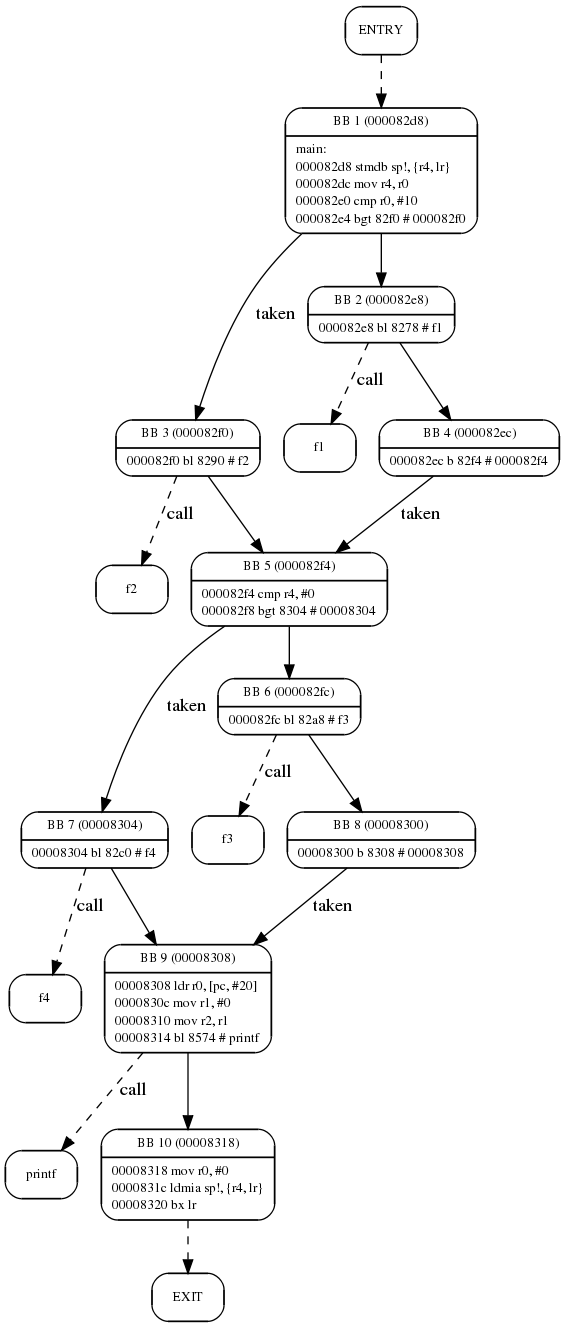 ENTRY
BB 1 (000082d8)
main:
000082d8 stmdb sp!, {r4, lr}
000082dc mov r4, r0
000082e0 cmp r0, #10
000082e4 bgt 82f0 # 000082f0
taken
BB 2 (000082e8)
000082e8 bl 8278 # f1
call
BB 3 (000082f0)
000082f0 bl 8290 # f2
f1
BB 4 (000082ec)
000082ec b 82f4 # 000082f4
call
taken
f2
BB 5 (000082f4)
000082f4 cmp r4, #0
000082f8 bgt 8304 # 00008304
taken
BB 6 (000082fc)
000082fc bl 82a8 # f3
call
BB 7 (00008304)
00008304 bl 82c0 # f4
f3
BB 8 (00008300)
00008300 b 8308 # 00008308
call
taken
f4
BB 9 (00008308)
00008308 ldr r0, [pc, #20]
0000830c mov r1, #0
00008310 mov r2, r1
00008314 bl 8574 # printf
call
printf
BB 10 (00008318)
00008318 mov r0, #0
0000831c ldmia sp!, {r4, lr}
00008320 bx lr
EXIT